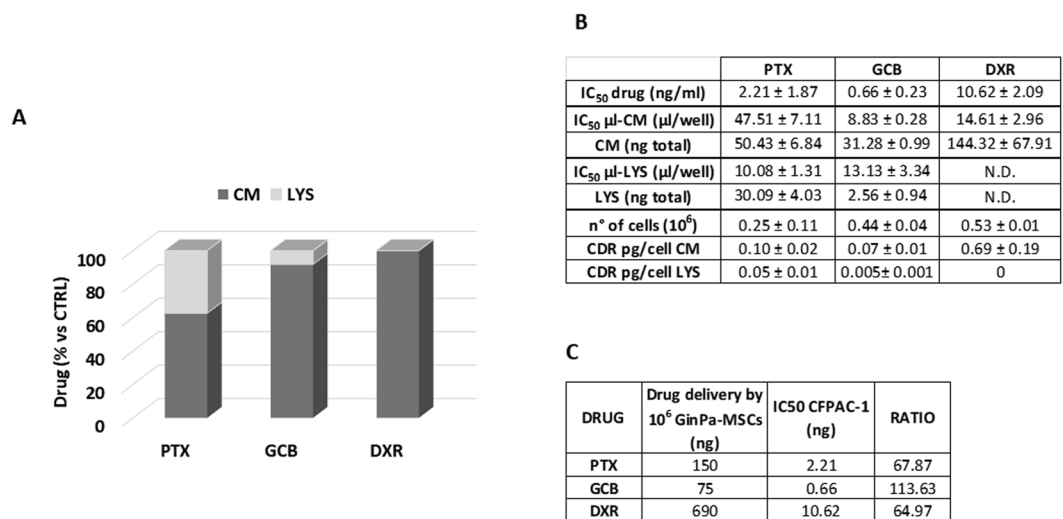 A
CM LYS
100
80
60
40
20
0
Drug (% vs CTRL)
PTX GCB DXR
B
PTX GCB DXR
IC50 drug (ng/ml) 2.21 ± 1.87 0.66 ± 0.23 10.62 ± 2.09
IC50 µl-CM (µl/well) 47.51 ± 7.11 8.83 ± 0.28 14.61 ± 2.96
CM (ng total) 50.43 ± 6.84 31.28 ± 0.99 144.32 ± 67.91
IC50 µl-LYS (µl/well) 10.08 ± 1.31 13.13 ± 3.34 N.D.
LYS (ng total) 30.09 ± 4.03 2.56 ± 0.94 N.D.
n° of cells (10^6) 0.25 ± 0.11 0.44 ± 0.04 0.53 ± 0.01
CDR pg/cell CM 0.10 ± 0.02 0.07 ± 0.01 0.69 ± 0.19
CDR pg/cell LYS 0.05 ± 0.01 0.005± 0.001 0
C
DRUG Drug delivery by
10^6 GinPa-MSCs
(ng)
IC50 CFPAC-1
(ng)
RATIO
PTX 150 2.21 67.87
GCB 75 0.66 113.63
DXR 690 10.62 64.97